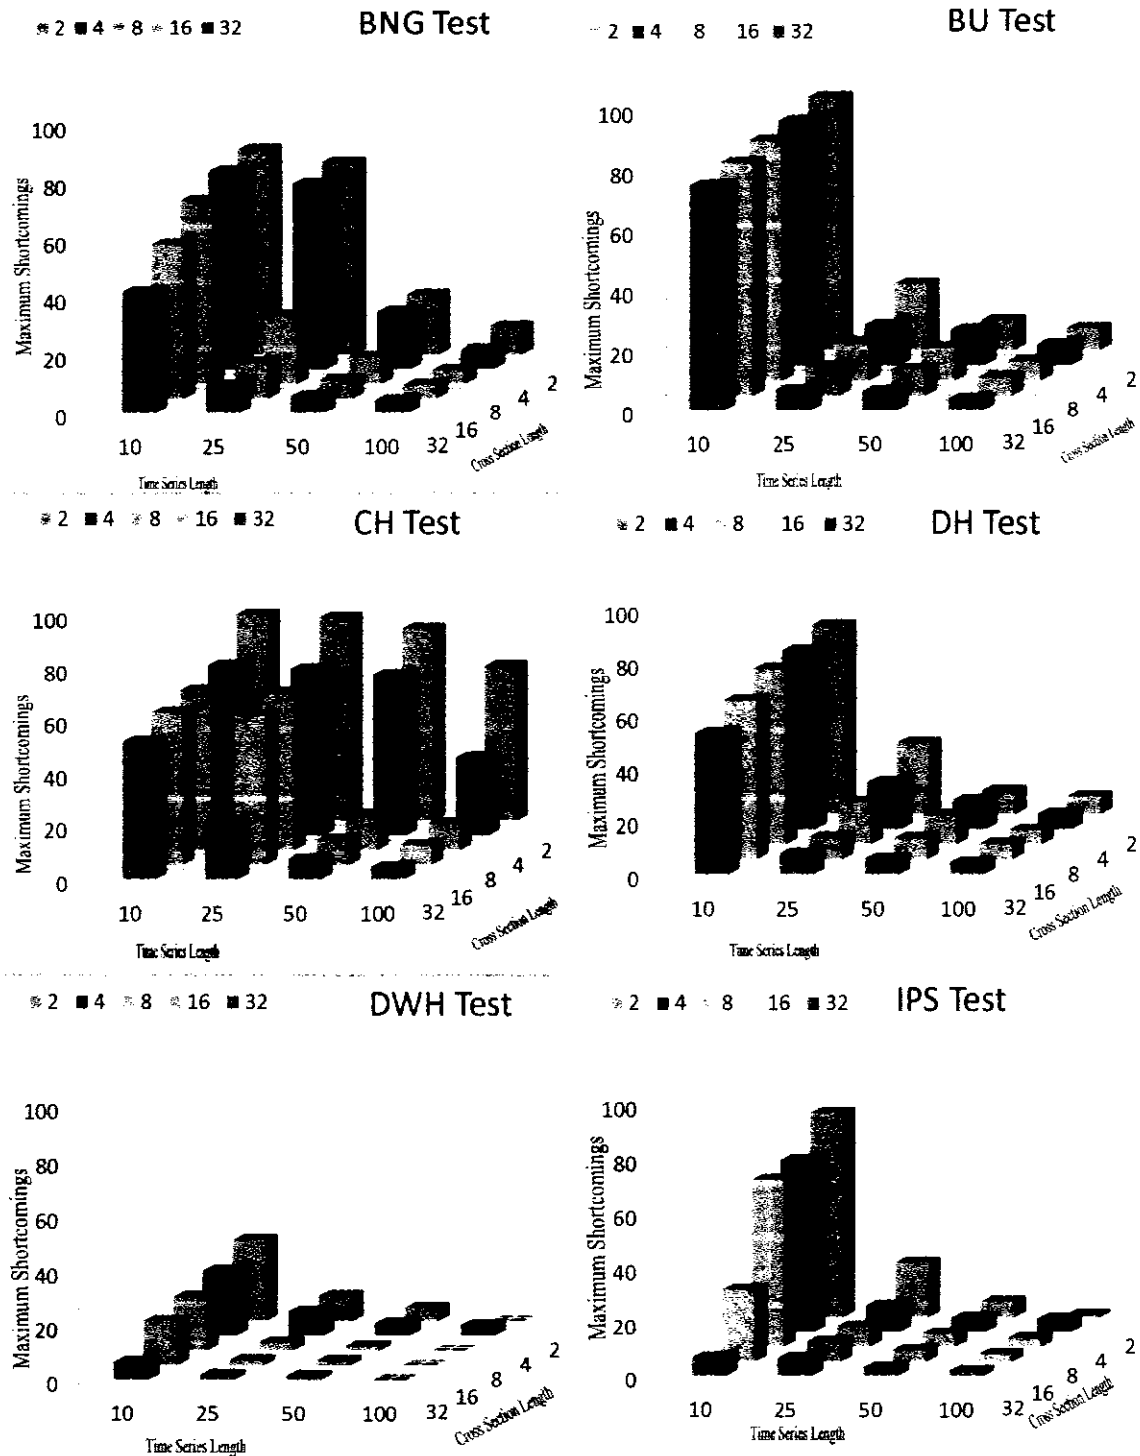 2 4 8 16 32
BNG Test
Maximum Shortcomings
100
80
60
40
20
0
10 25 50 100
32 16 8 4 2
Time Series Length
Cross Section Length
2 4 8 16 32
BU Test
Maximum Shortcomings
100
80
60
40
20
0
10 25 50 100
32 16 8 4 2
Time Series Length
Cross Section Length
2 4 8 16 32
CH Test
Maximum Shortcomings
100
80
60
40
20
0
10 25 50 100
32 16 8 4 2
Time Series Length
Cross Section Length
2 4 8 16 32
DH Test
Maximum Shortcomings
100
80
60
40
20
0
10 25 50 100
32 16 8 4 2
Time Series Length
Cross Section Length
2 4 8 16 32
DWH Test
Maximum Shortcomings
100
80
60
40
20
0
10 25 50 100
32 16 8 4 2
Time Series Length
Cross Section Length
2 4 8 16 32
IPS Test
Maximum Shortcomings
100
80
60
40
20
0
10 25 50 100
32 16 8 4 2
Time Series Length
Cross Section Length